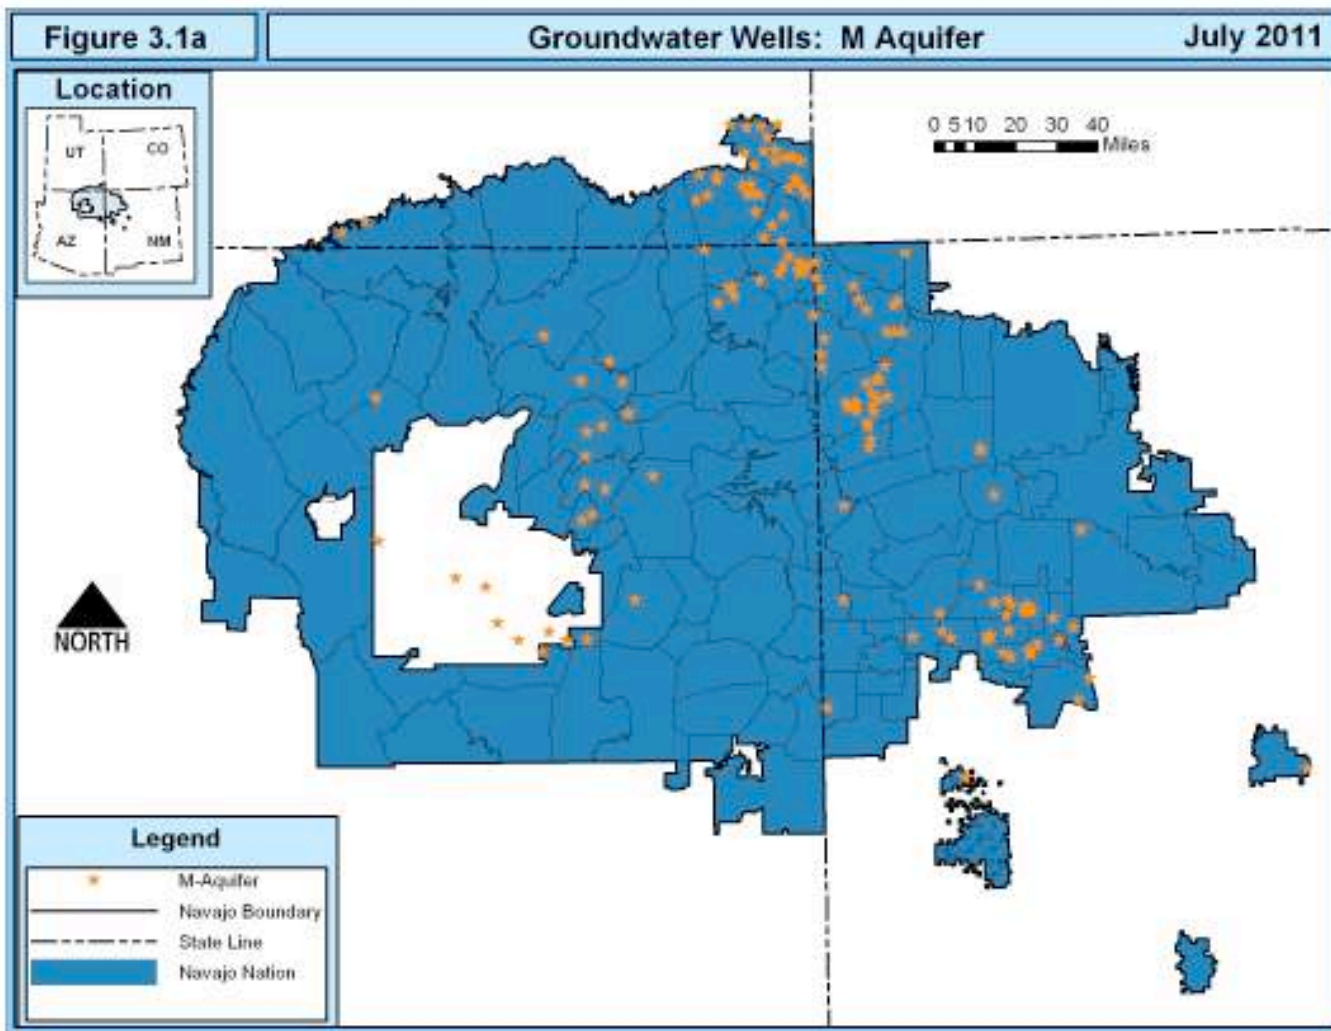 Figure 3.1a
Groundwater Wells: M Aquifer
July 2011
Location
UT
CO
AZ
NM
0 5 10 20 30 40
Miles
NORTH
Legend
M-Aquifer
Navajo Boundary
State Line
Navajo Nation